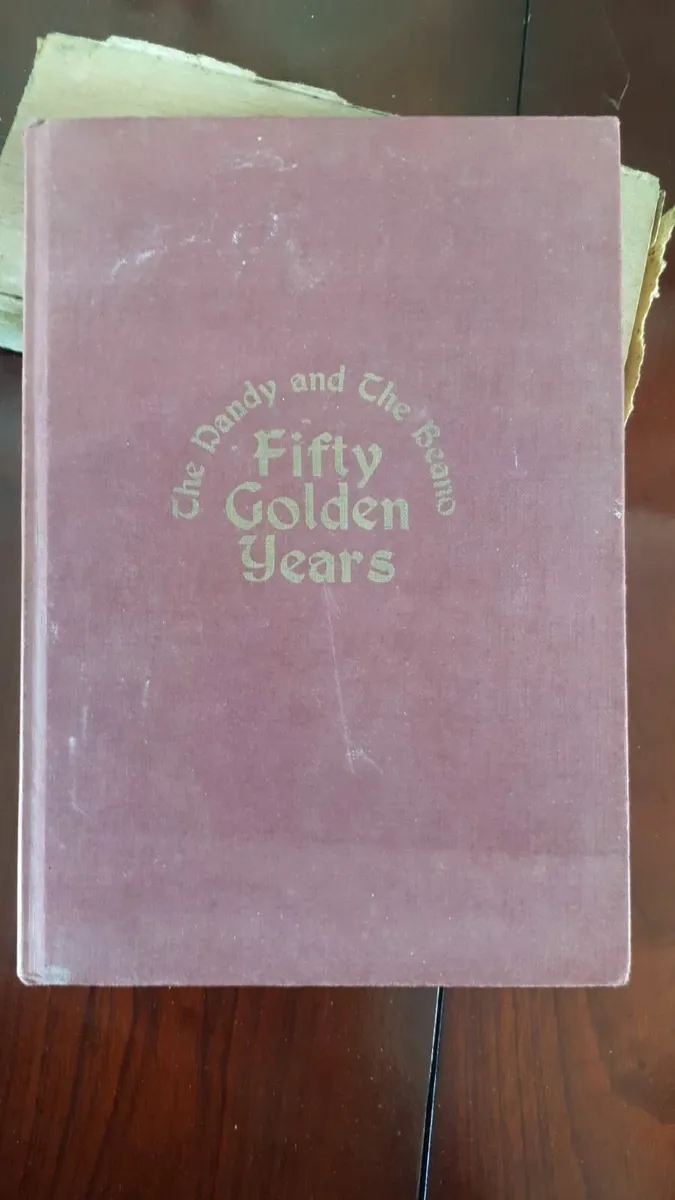 The Dandy and The Beano
Fifty
Golden
Years